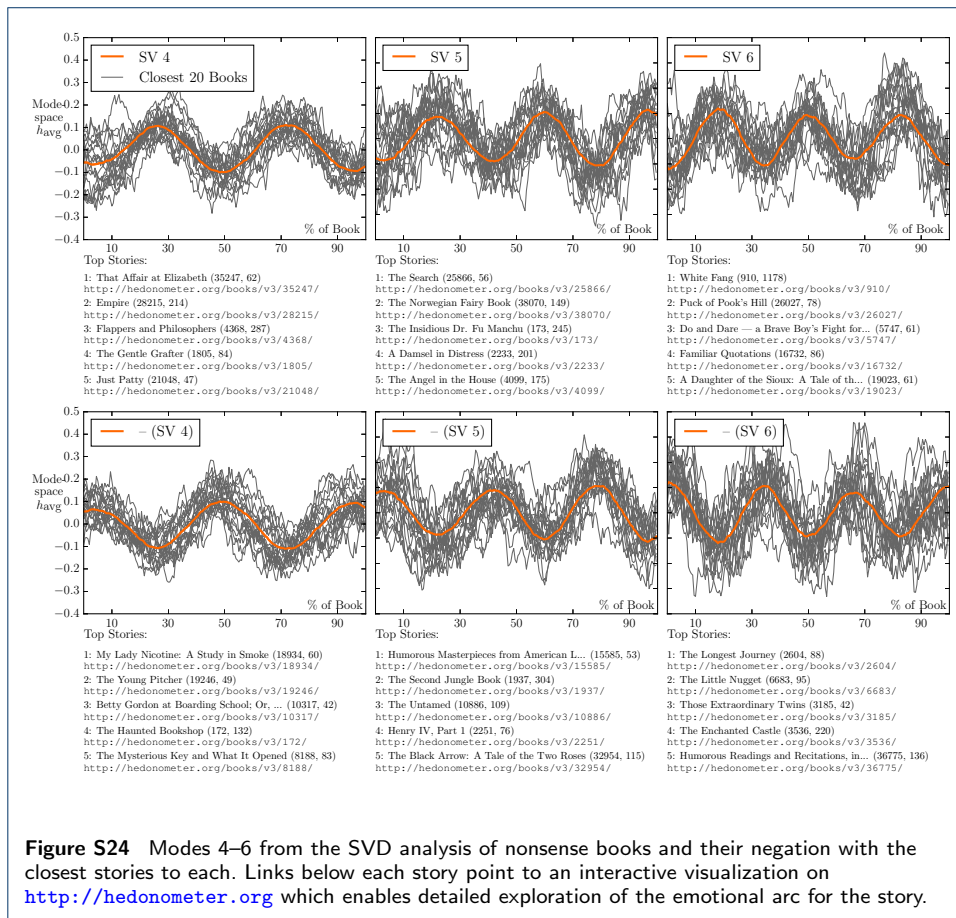 0.5
0.4
0.3
0.2
0.1
0.0
−0.1
−0.2
−0.3
−0.4
Mode
space
havg
SV 4
Closest 20 Books
% of Book
10 30 50 70 90
SV 5
% of Book
10 30 50 70 90
SV 6
% of Book
10 30 50 70 90
Top Stories:
1: That Affair at Elizabeth (35247, 62)
http://hedonometer.org/books/v3/35247/
2: Empire (28215, 214)
http://hedonometer.org/books/v3/28215/
3: Flappers and Philosophers (4368, 287)
http://hedonometer.org/books/v3/4368/
4: The Gentle Grafter (1805, 84)
http://hedonometer.org/books/v3/1805/
5: Just Patty (21048, 47)
http://hedonometer.org/books/v3/21048/
Top Stories:
1: The Search (25866, 56)
http://hedonometer.org/books/v3/25866/
2: The Norwegian Fairy Book (38070, 149)
http://hedonometer.org/books/v3/38070/
3: The Insidious Dr. Fu Manchu (173, 245)
http://hedonometer.org/books/v3/173/
4: A Damsel in Distress (2233, 201)
http://hedonometer.org/books/v3/2233/
5: The Angel in the House (4099, 175)
http://hedonometer.org/books/v3/4099/
Top Stories:
1: White Fang (910, 1178)
http://hedonometer.org/books/v3/910/
2: Puck of Pook's Hill (26027, 78)
http://hedonometer.org/books/v3/26027/
3: Do and Dare — a Brave Boy's Fight for... (5747, 61)
http://hedonometer.org/books/v3/5747/
4: Familiar Quotations (16732, 86)
http://hedonometer.org/books/v3/16732/
5: A Daughter of the Sioux: A Tale of th... (19023, 61)
http://hedonometer.org/books/v3/19023/
0.5
0.4
0.3
0.2
0.1
0.0
−0.1
−0.2
−0.3
−0.4
Mode
space
havg
– (SV 4)
% of Book
10 30 50 70 90
– (SV 5)
% of Book
10 30 50 70 90
– (SV 6)
% of Book
10 30 50 70 90
Top Stories:
1: My Lady Nicotine: A Study in Smoke (18934, 60)
http://hedonometer.org/books/v3/18934/
2: The Young Pitcher (19246, 49)
http://hedonometer.org/books/v3/19246/
3: Betty Gordon at Boarding School; Or, ... (10317, 42)
http://hedonometer.org/books/v3/10317/
4: The Haunted Bookshop (172, 132)
http://hedonometer.org/books/v3/172/
5: The Mysterious Key and What It Opened (8188, 83)
http://hedonometer.org/books/v3/8188/
Top Stories:
1: Humorous Masterpieces from American L... (15585, 53)
http://hedonometer.org/books/v3/15585/
2: The Second Jungle Book (1937, 304)
http://hedonometer.org/books/v3/1937/
3: The Untamed (10886, 109)
http://hedonometer.org/books/v3/10886/
4: Henry IV, Part 1 (2251, 76)
http://hedonometer.org/books/v3/2251/
5: The Black Arrow: A Tale of the Two Roses (32954, 115)
http://hedonometer.org/books/v3/32954/
Top Stories:
1: The Longest Journey (2604, 88)
http://hedonometer.org/books/v3/2604/
2: The Little Nugget (6683, 95)
http://hedonometer.org/books/v3/6683/
3: Those Extraordinary Twins (3185, 42)
http://hedonometer.org/books/v3/3185/
4: The Enchanted Castle (3536, 220)
http://hedonometer.org/books/v3/3536/
5: Humorous Readings and Recitations, in... (36775, 136)
http://hedonometer.org/books/v3/36775/
Figure S24 Modes 4–6 from the SVD analysis of nonsense books and their negation with the
closest stories to each. Links below each story point to an interactive visualization on
http://hedonometer.org which enables detailed exploration of the emotional arc for the story.